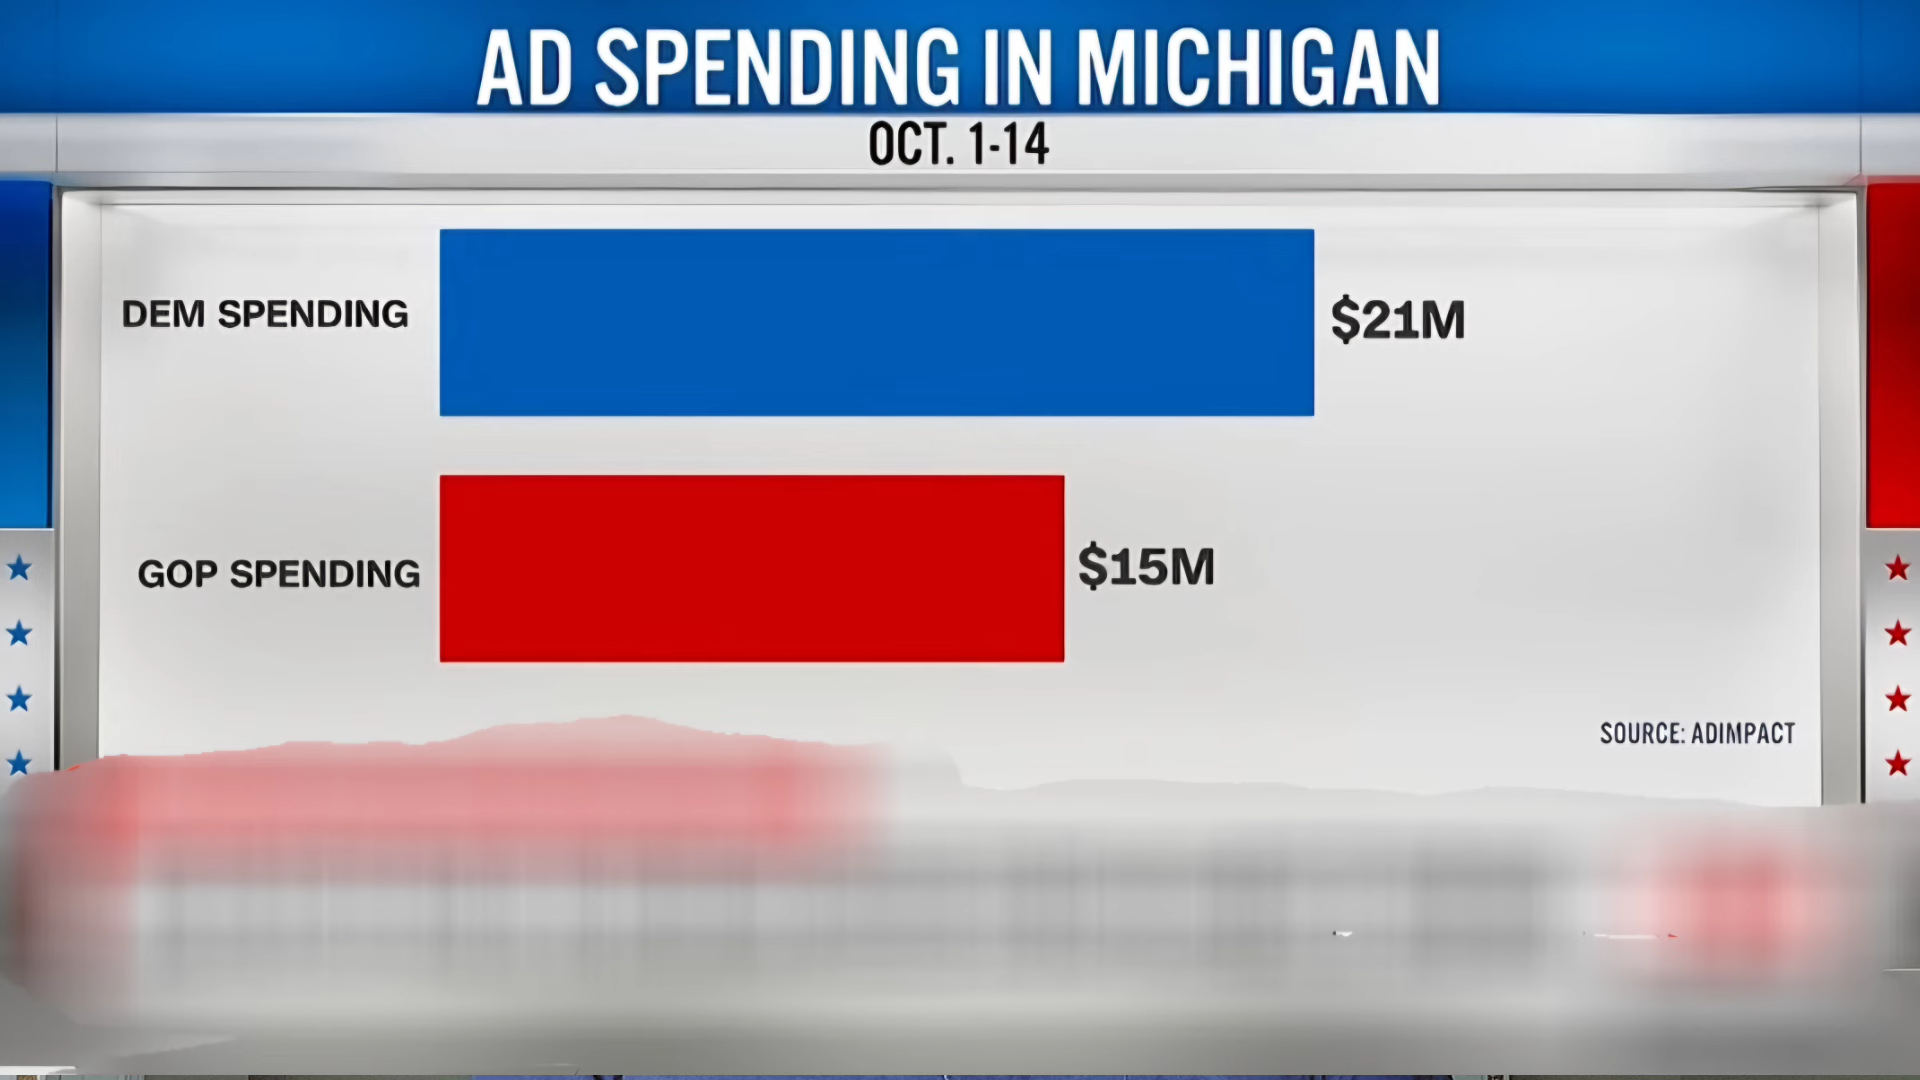 AD SPENDING IN MICHIGAN
OCT. 1-14
DEM SPENDING
$21M
GOP SPENDING
$15M
SOURCE: ADIMPACT